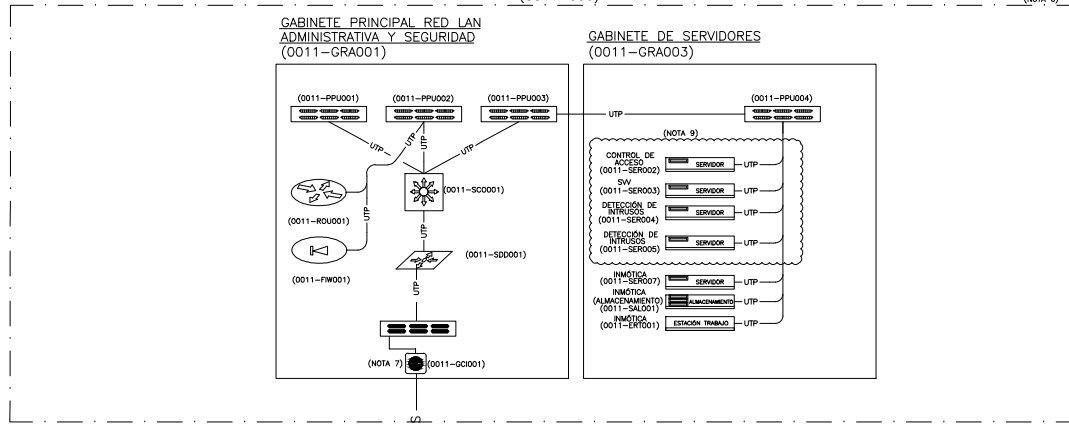 GABINETE PRINCIPAL RED LAN
ADMINISTRATIVA Y SEGURIDAD
(0011-GRA001)
(0011-PPU001)
(0011-PPU002)
(0011-PPU003)
UTP
UTP
UTP
UTP
UTP
UTP
(0011-ROU001)
(0011-SCO001)
UTP
(0011-FIW001)
(0011-SDD001)
UTP
(NOTA 7)
(0011-GCI001)
S
GABINETE DE SERVIDORES
(0011-GRA003)
(0011-PPU004)
(NOTA 9)
CONTROL DE
ACCESO
(0011-SER002)
SERVIDOR
UTP
SVV
(0011-SER003)
SERVIDOR
UTP
DETECCIÓN DE
INTRUSOS
(0011-SER004)
SERVIDOR
UTP
DETECCIÓN DE
INTRUSOS
(0011-SER005)
SERVIDOR
UTP
INMÓTICA
(0011-SER007)
SERVIDOR
UTP
INMÓTICA
(ALMACENAMIENTO)
(0011-SAL001)
ALMACENAMIENTO
UTP
INMÓTICA
(0011-ERT001)
ESTACIÓN TRABAJO
UTP